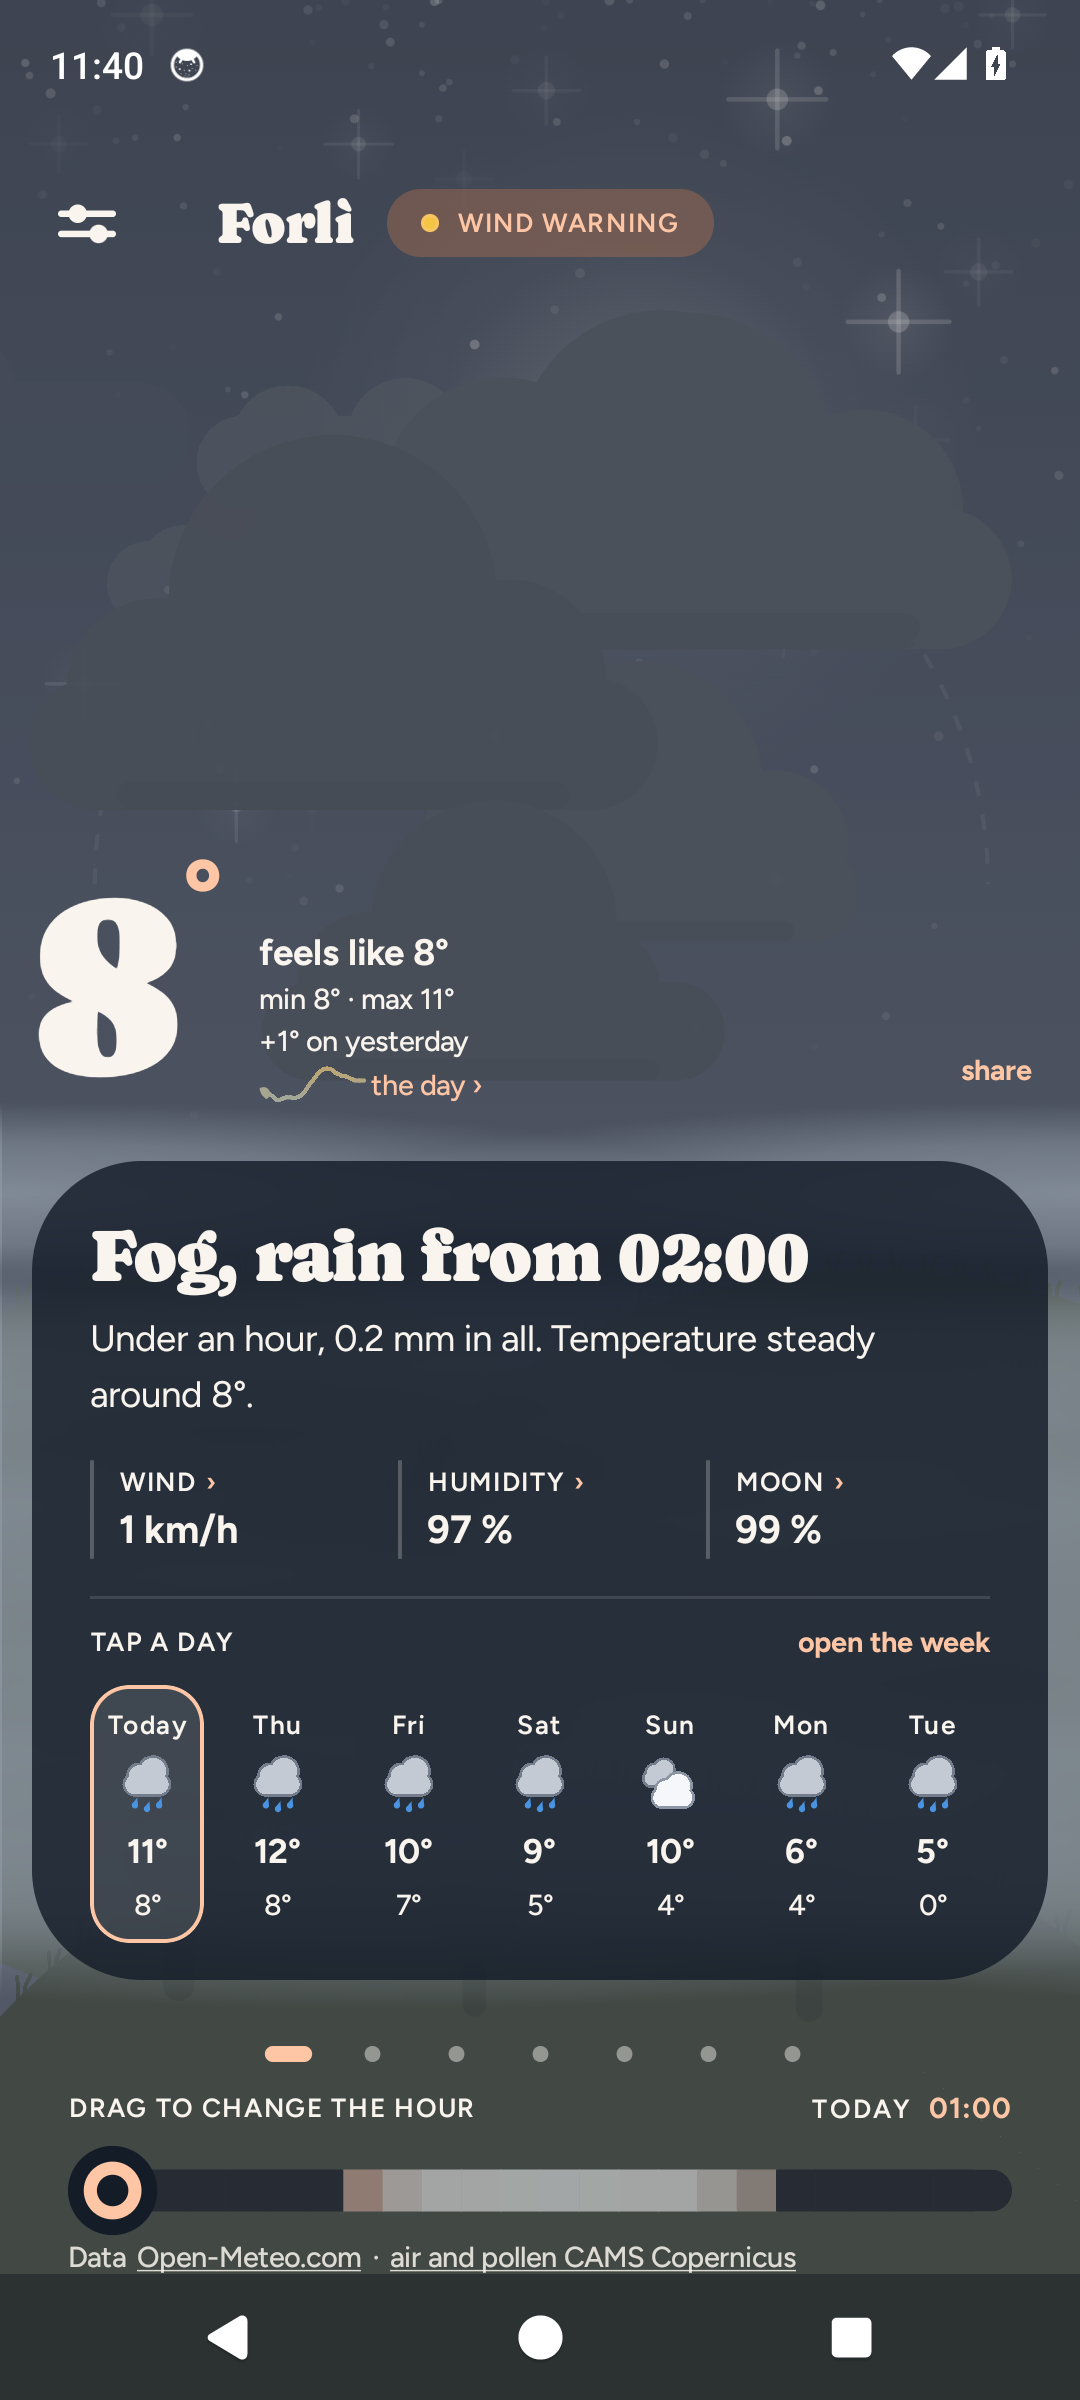 11:40
Forlì
WIND WARNING
8°
feels like 8°
min 8° · max 11°
+1° on yesterday
the day ›
share
Fog, rain from 02:00
Under an hour, 0.2 mm in all. Temperature steady
around 8°.
WIND › HUMIDITY › MOON ›
1 km/h 97 % 99 %
TAP A DAY open the week
Today Thu Fri Sat Sun Mon Tue
11° 12° 10° 9° 10° 6° 5°
8° 8° 7° 5° 4° 4° 0°
DRAG TO CHANGE THE HOUR TODAY 01:00
Data Open-Meteo.com · air and pollen CAMS Copernicus